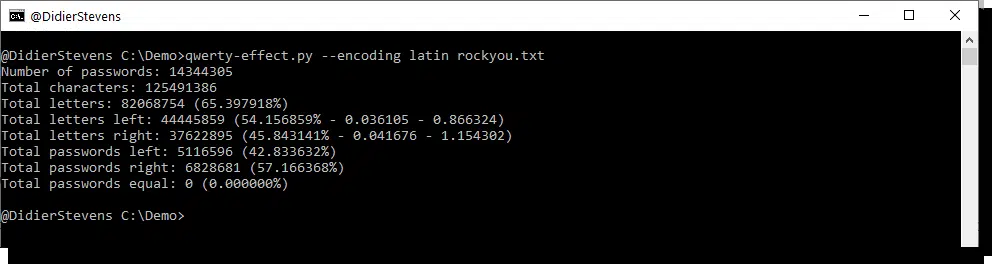 @DidierStevens
@DidierStevens C:\Demo>qwerty-effect.py --encoding latin rockyou.txt
Number of passwords: 14344305
Total characters: 125491386
Total letters: 82068754 (65.397918%)
Total letters left: 44445859 (54.156859% - 0.036105 - 0.866324)
Total letters right: 37622895 (45.843141% - 0.041676 - 1.154302)
Total passwords left: 5116596 (42.833632%)
Total passwords right: 6828681 (57.166368%)
Total passwords equal: 0 (0.000000%)
@DidierStevens C:\Demo>